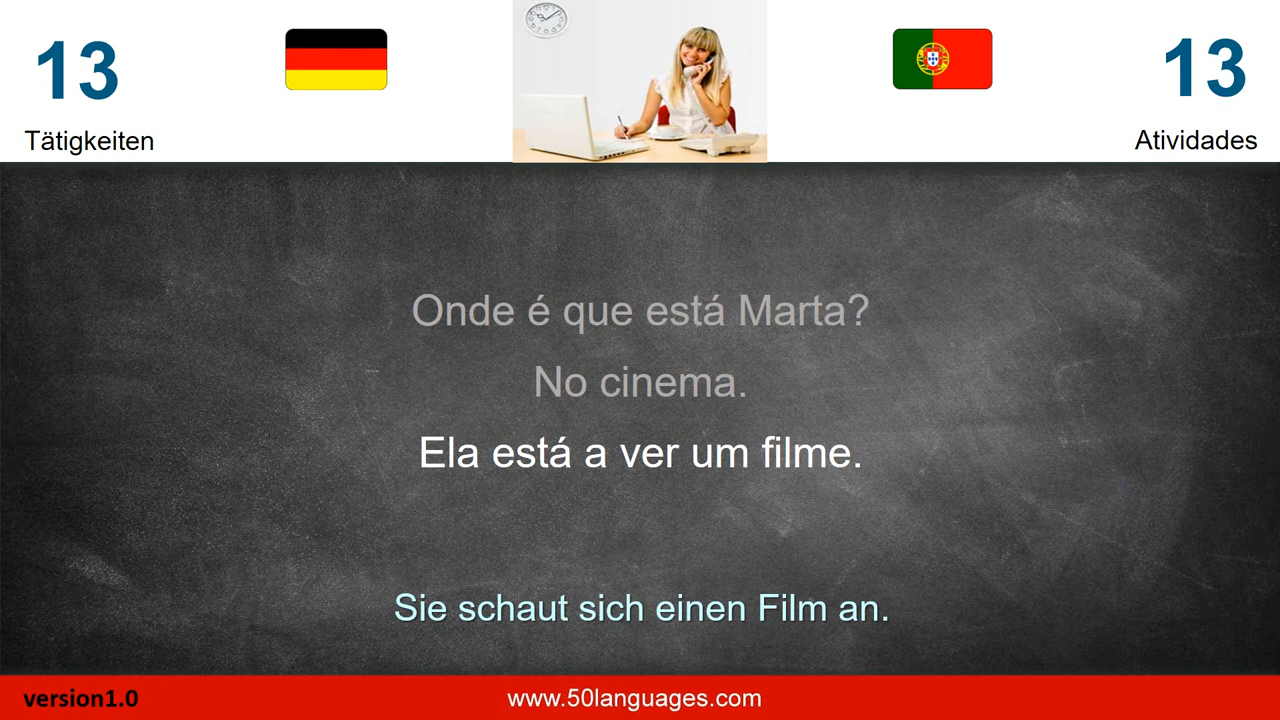 13
13
Tätigkeiten
Atividades
Onde é que está Marta?
No cinema.
Ela está a ver um filme.
Sie schaut sich einen Film an.
version1.0
www.50languages.com